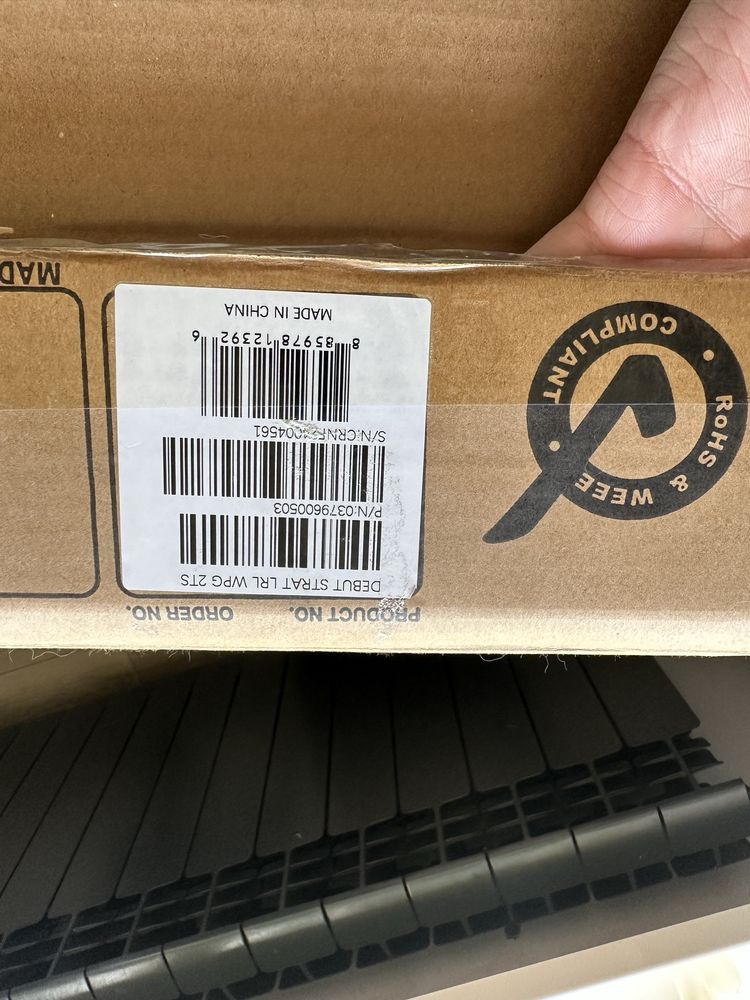 PRODUCT NO. ORDER NO.
DEBUT STRAT LRL WPG 2TS
P/N:0379600503
8 85978 12392 6
MADE IN CHINA
RoHS & WEEE
COMPLIANT
MAD